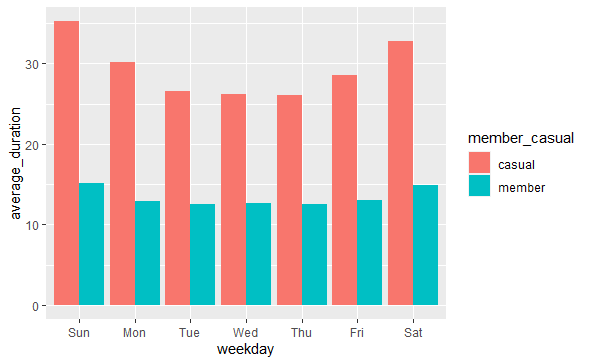 average_duration
30
20
10
0
Sun Mon Tue Wed Thu Fri Sat
weekday
member_casual
casual
member